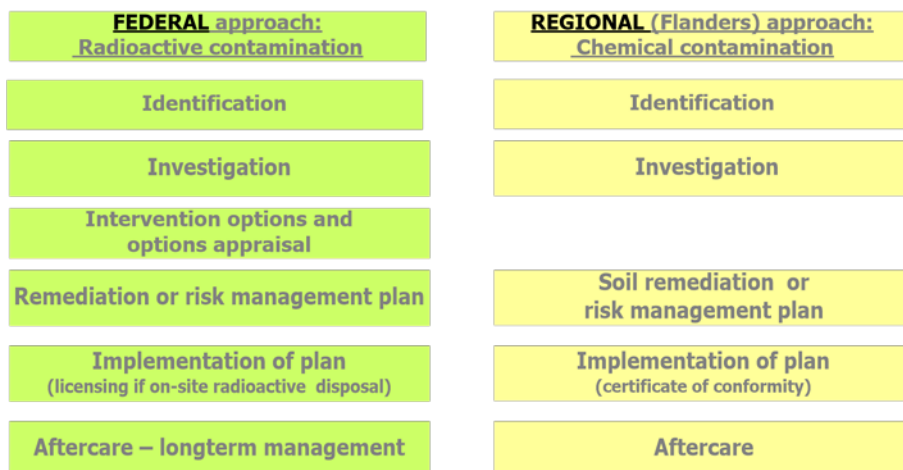 FEDERAL approach:
Radioactive contamination
REGIONAL (Flanders) approach:
Chemical contamination
Identification
Identification
Investigation
Investigation
Intervention options and
options appraisal
Remediation or risk management plan
Soil remediation or
risk management plan
Implementation of plan
(licensing if on-site radioactive disposal)
Implementation of plan
(certificate of conformity)
Aftercare – longterm management
Aftercare